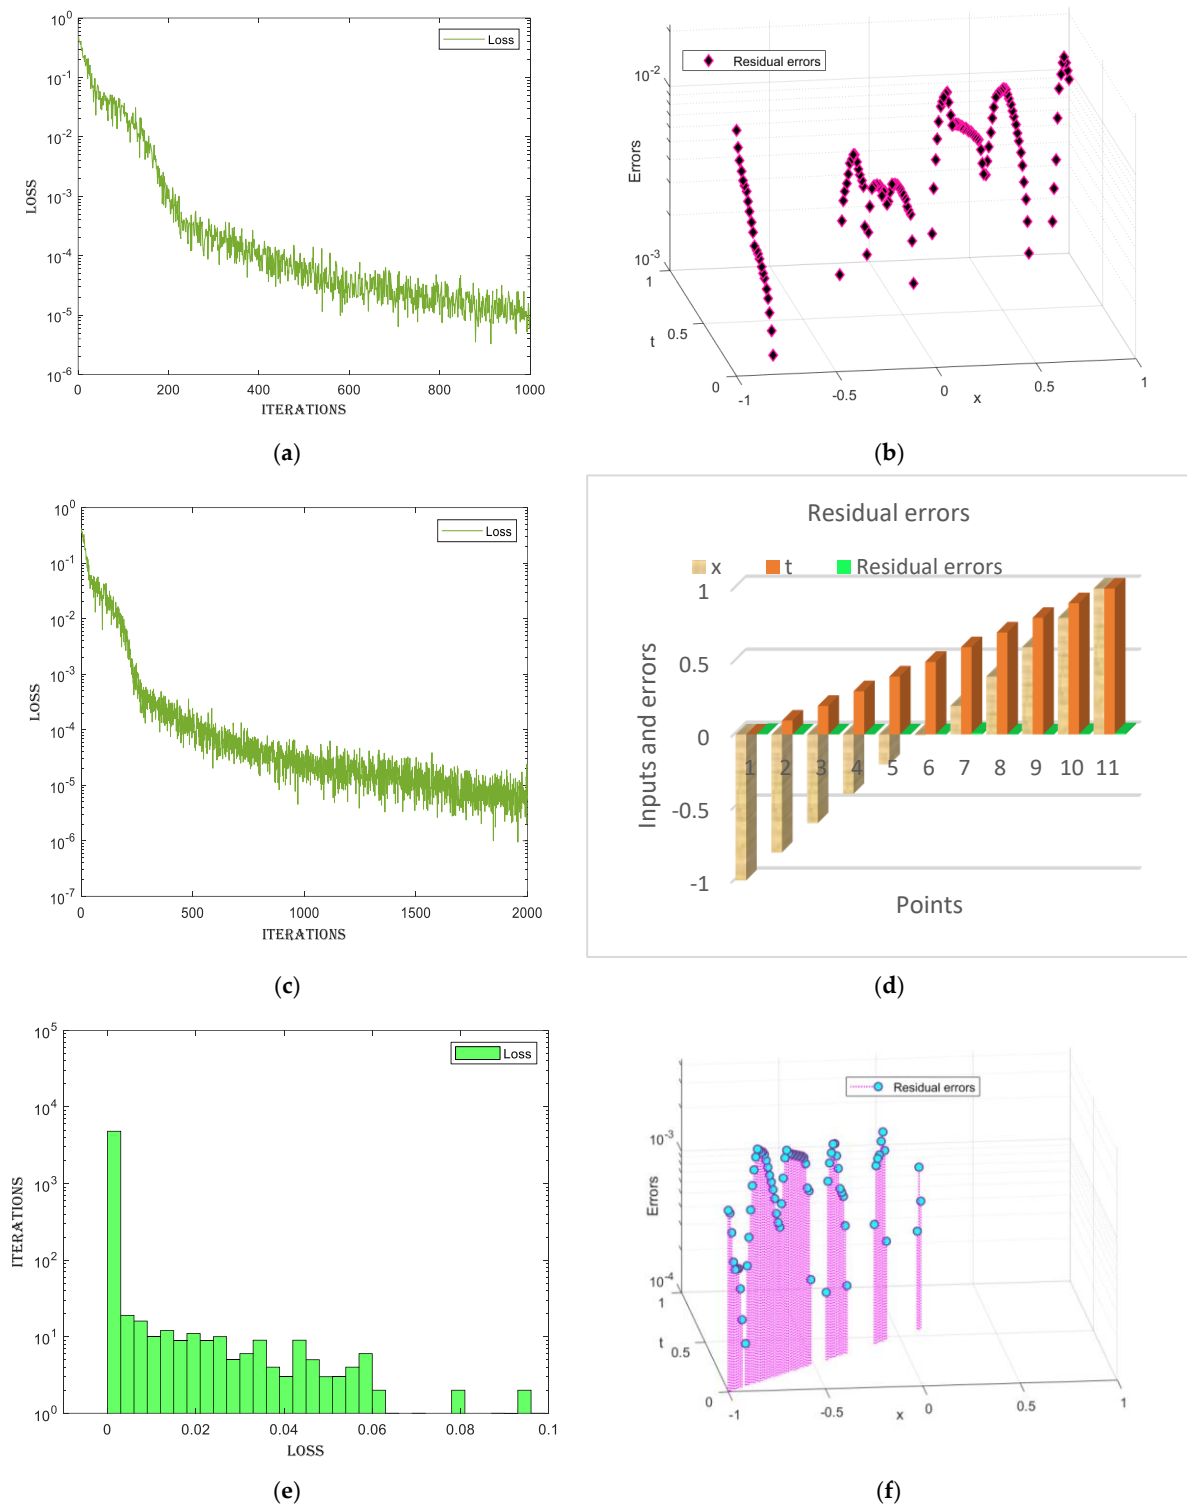 10^0
10^-1
10^-2
10^-3
10^-4
10^-5
10^-6
LOSS
Loss
0 200 400 600 800 1000
ITERATIONS
(a)
Residual errors
10^-2
10^-3
Errors
1
0.5
0
t
-1 -0.5 0 0.5 1
x
(b)
10^0
10^-1
10^-2
10^-3
10^-4
10^-5
10^-6
10^-7
LOSS
Loss
0 500 1000 1500 2000
ITERATIONS
(c)
Residual errors
x t Residual errors
1
0.5
0
-0.5
-1
Inputs and errors
1 2 3 4 5 6 7 8 9 10 11
Points
(d)
10^5
10^4
10^3
10^2
10^1
10^0
ITERATIONS
Loss
0 0.02 0.04 0.06 0.08 0.1
LOSS
(e)
Residual errors
10^-3
10^-4
Errors
1
0.5
0
t
-1 -0.5 0 0.5 1
x
(f)